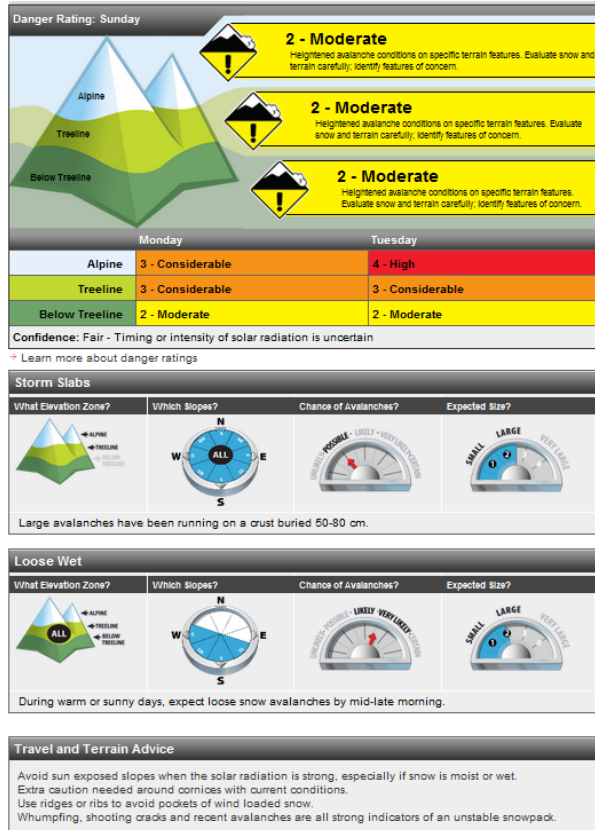 Danger Rating: Sunday
2 - Moderate
Heightened avalanche conditions on specific terrain features. Evaluate snow and
terrain carefully; identify features of concern.
Alpine
2 - Moderate
Heightened avalanche conditions on specific terrain features. Evaluate
snow and terrain carefully; identify features of concern.
Treeline
2 - Moderate
Heightened avalanche conditions on specific terrain features.
Evaluate snow and terrain carefully; identify features of concern.
Below Treeline
Monday Tuesday
Alpine 3 - Considerable 4 - High
Treeline 3 - Considerable 3 - Considerable
Below Treeline 2 - Moderate 2 - Moderate
Confidence: Fair - Timing or intensity of solar radiation is uncertain
Learn more about danger ratings
Storm Slabs
What Elevation Zone? Which Slopes? Chance of Avalanches? Expected Size?
ALPINE
TREELINE
BELOW
TREELINE
N
W ALL E
S
UNLIKELY POSSIBLE LIKELY VERY LIKELY CERTAIN
SMALL LARGE VERY LARGE
1 2
Large avalanches have been running on a crust buried 50-80 cm.
Loose Wet
What Elevation Zone? Which Slopes? Chance of Avalanches? Expected Size?
ALL
ALPINE
TREELINE
BELOW
TREELINE
N
W E
S
UNLIKELY POSSIBLE LIKELY VERY LIKELY CERTAIN
SMALL LARGE VERY LARGE
1 2
During warm or sunny days, expect loose snow avalanches by mid-late morning.
Travel and Terrain Advice
Avoid sun exposed slopes when the solar radiation is strong, especially if snow is moist or wet.
Extra caution needed around cornices with current conditions.
Use ridges or ribs to avoid pockets of wind loaded snow.
Whumpfing, shooting cracks and recent avalanches are all strong indicators of an unstable snowpack.